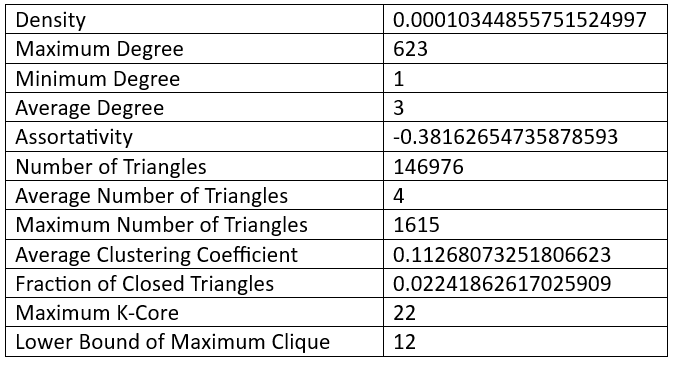 Density 0.00010344855751524997
Maximum Degree 623
Minimum Degree 1
Average Degree 3
Assortativity -0.38162654735878593
Number of Triangles 146976
Average Number of Triangles 4
Maximum Number of Triangles 1615
Average Clustering Coefficient 0.11268073251806623
Fraction of Closed Triangles 0.02241862617025909
Maximum K-Core 22
Lower Bound of Maximum Clique 12